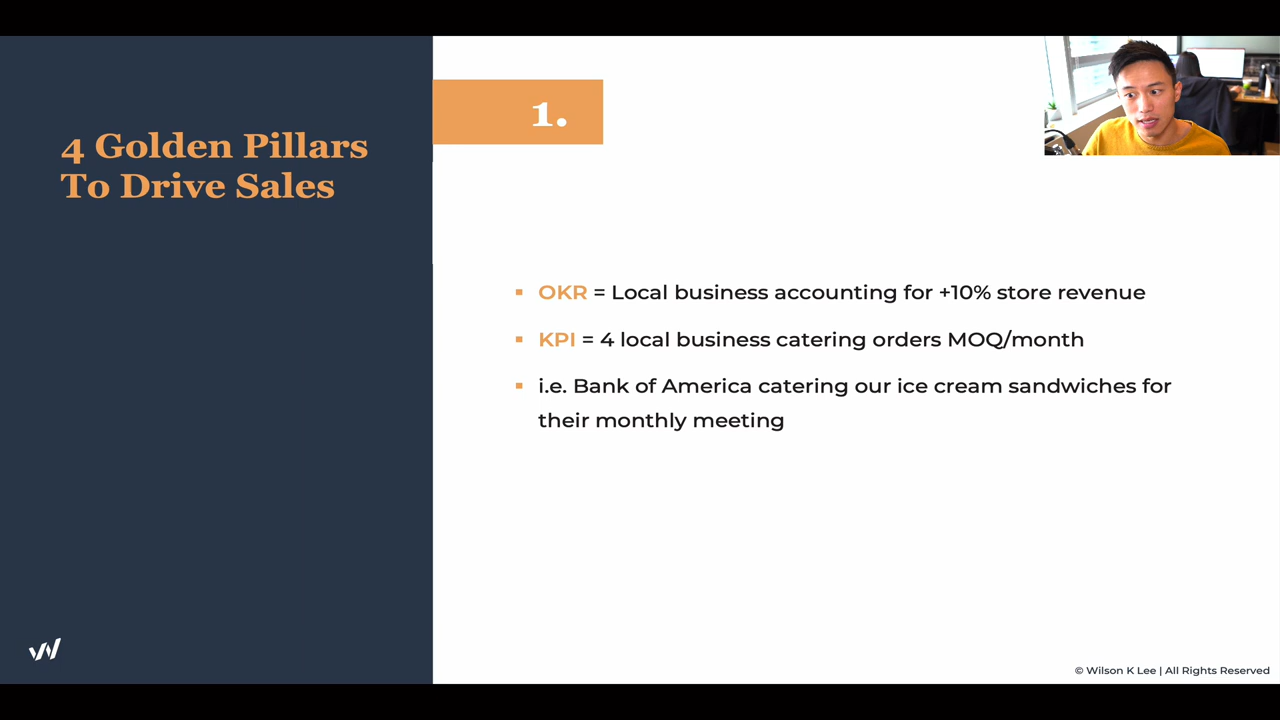 4 Golden Pillars
To Drive Sales
1.
▪ OKR = Local business accounting for +10% store revenue
▪ KPI = 4 local business catering orders MOQ/month
▪ i.e. Bank of America catering our ice cream sandwiches for
their monthly meeting
© Wilson K Lee | All Rights Reserved